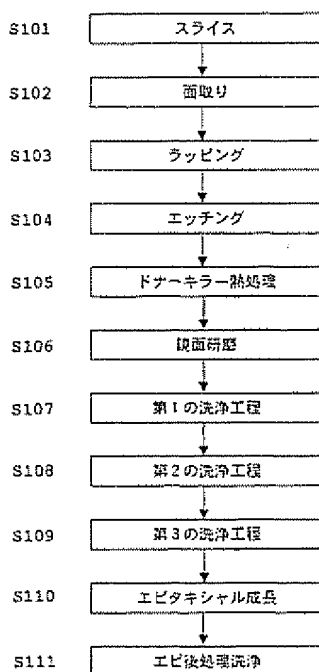 S101 スライス
S102 面取り
S103 ラッピング
S104 エッチング
S105 ドナーキラー熱処理
S106 鏡面研磨
S107 第1の洗浄工程
S108 第2の洗浄工程
S109 第3の洗浄工程
S110 エピタキシャル成長
S111 エピ後処理洗浄